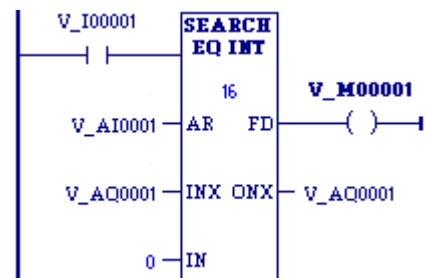 V_I00001
SEARCH
EQ INT
16
V_M00001
V_AI0001 AR FD
V_AQ0001 INX ONX V_AQ0001
0 IN